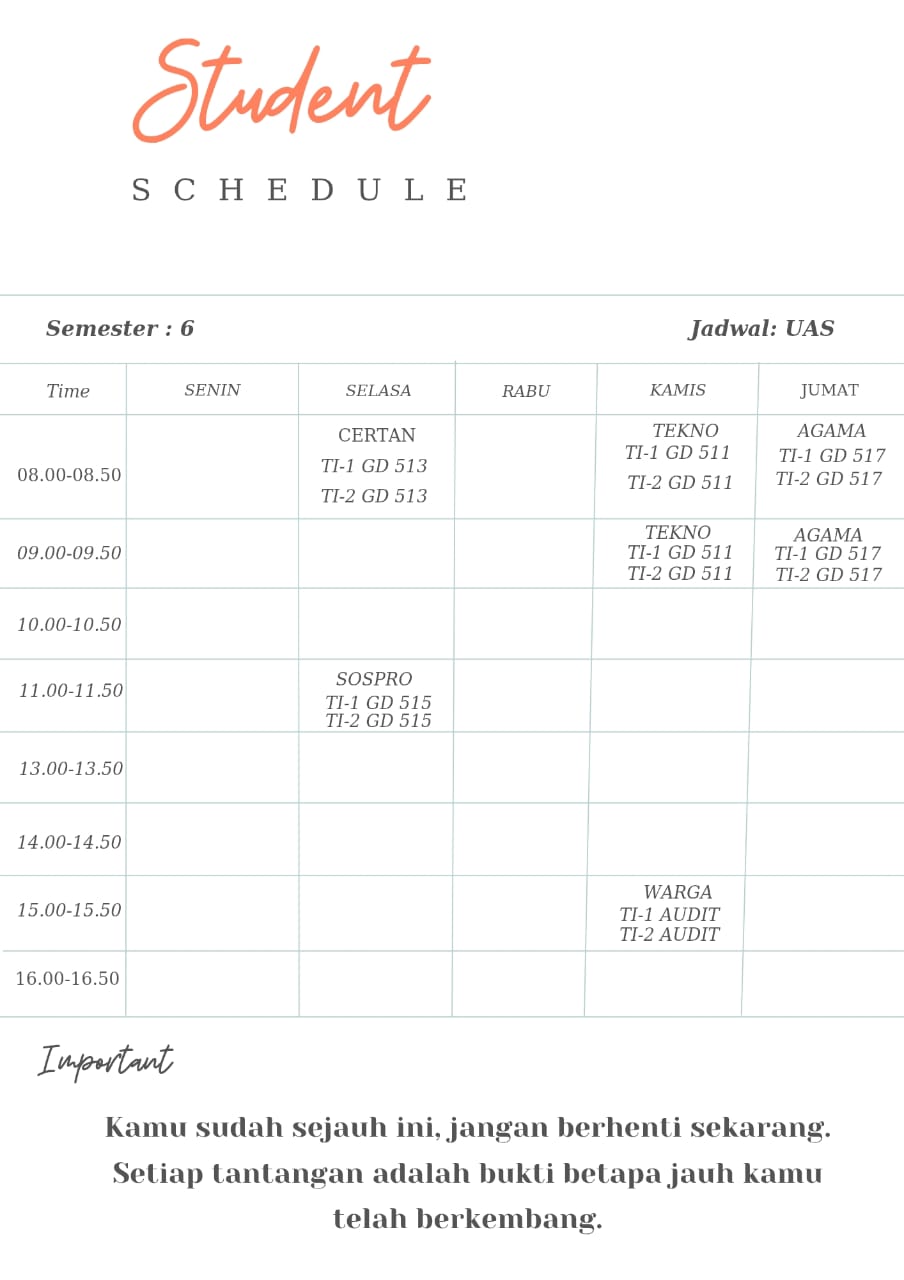 Student
SCHEDULE
Semester : 6 Jadwal: UAS
Time SENIN SELASA RABU KAMIS JUMAT
08.00-08.50
CERTAN
TI-1 GD 513
TI-2 GD 513
TEKNO
TI-1 GD 511
TI-2 GD 511
AGAMA
TI-1 GD 517
TI-2 GD 517
09.00-09.50
TEKNO
TI-1 GD 511
TI-2 GD 511
AGAMA
TI-1 GD 517
TI-2 GD 517
10.00-10.50
11.00-11.50
SOSPRO
TI-1 GD 515
TI-2 GD 515
13.00-13.50
14.00-14.50
15.00-15.50
WARGA
TI-1 AUDIT
TI-2 AUDIT
16.00-16.50
Important
Kamu sudah sejauh ini, jangan berhenti sekarang.
Setiap tantangan adalah bukti betapa jauh kamu
telah berkembang.